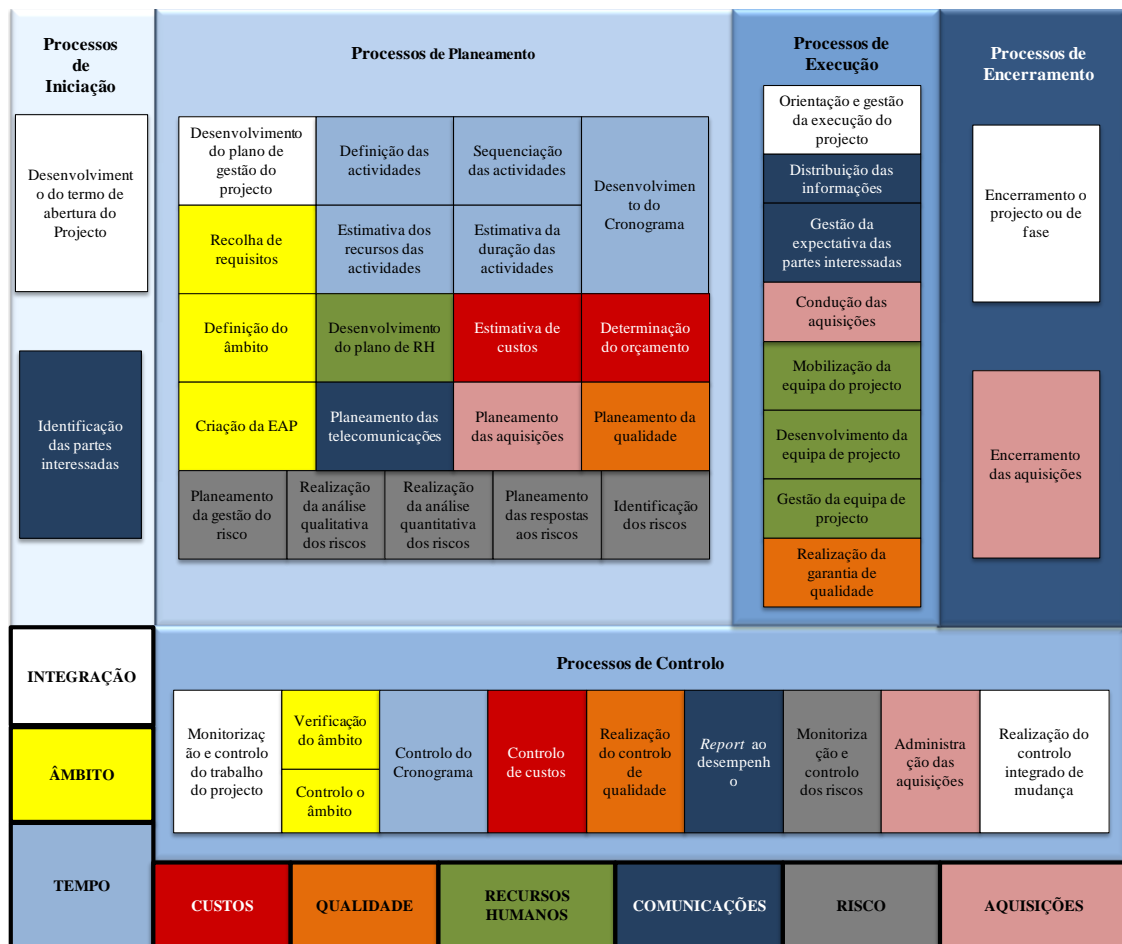 Processos
de
Iniciação
Desenvolviment
o do termo de
abertura do
Projecto
Identificação
das partes
interessadas
Processos de Planeamento
Desenvolvimento
do plano de
gestão do
projecto
Definição das
actividades
Sequenciação
das actividades
Desenvolvimen
to do
Cronograma
Recolha de
requisitos
Estimativa dos
recursos das
actividades
Estimativa da
duração das
actividades
Definição do
âmbito
Desenvolvimento
do plano de RH
Estimativa de
custos
Determinação
do orçamento
Criação da EAP
Planeamento das
telecomunicações
Planeamento
das aquisições
Planeamento da
qualidade
Planeamento
da gestão do
risco
Realização
da análise
qualitativa
dos riscos
Realização
da análise
quantitativa
dos riscos
Planeamento
das respostas
aos riscos
Identificação
dos riscos
Processos de
Execução
Orientação e gestão
da execução do
projecto
Distribuição das
informações
Gestão da
expectativa das
partes interessadas
Condução das
aquisições
Mobilização da
equipa do projecto
Desenvolvimento da
equipa de projecto
Gestão da equipa de
projecto
Realização da
garantia de
qualidade
Processos de
Encerramento
Encerramento o
projecto ou de
fase
Encerramento
das aquisições
Processos de Controlo
Monitorizaç
ão e controlo
do trabalho
do projecto
Verificação
do âmbito
Controlo o
âmbito
Controlo do
Cronograma
Controlo
de custos
Realização
do controlo
de
qualidade
Report ao
desempenh
o
Monitoriza
ção e
controlo
dos riscos
Administra
ção das
aquisições
Realização do
controlo
integrado de
mudança
INTEGRAÇÃO
ÂMBITO
TEMPO
CUSTOS
QUALIDADE
RECURSOS
HUMANOS
COMUNICAÇÕES
RISCO
AQUISIÇÕES